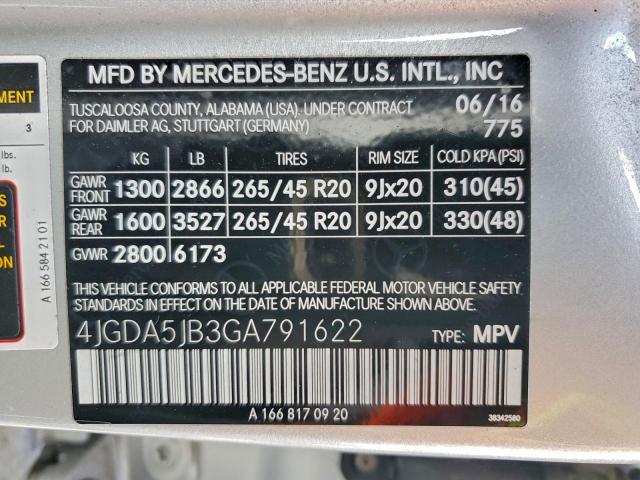 MFD BY MERCEDES-BENZ U.S. INTL., INC
TUSCALOOSA COUNTY, ALABAMA (USA). UNDER CONTRACT 06/16
FOR DAIMLER AG, STUTTGART (GERMANY) 775
KG LB TIRES RIM SIZE COLD KPA(PSI)
GAWR FRONT 1300 2866 265/45 R20 9Jx20 310(45)
GAWR REAR 1600 3527 265/45 R20 9Jx20 330(48)
GVWR 2800 6173
THIS VEHICLE CONFORMS TO ALL APPLICABLE FEDERAL MOTOR VEHICLE SAFETY
STANDARDS IN EFFECT ON THE DATE OF MANUFACTURE SHOWN ABOVE.
4JGDA5JB3GA791622 TYPE: MPV
A 166 817 09 20
38342580
MENT
3
lbs.
lb.
A 166 584 21 01